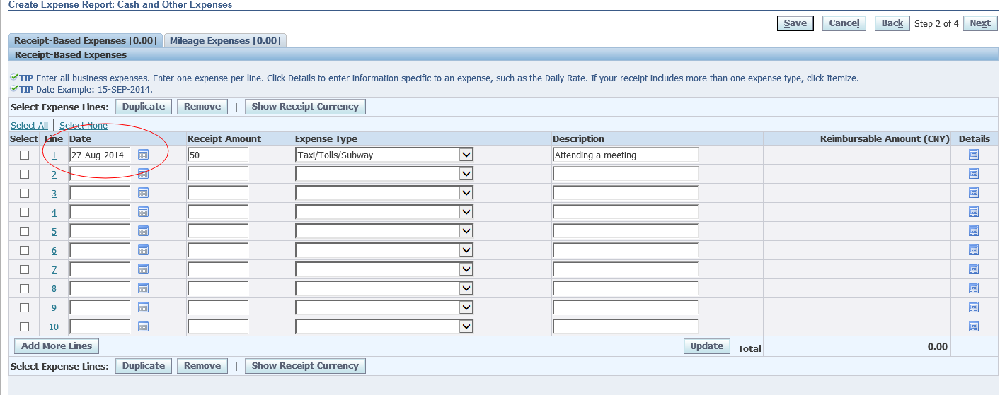 Create Expense Report: Cash and Other Expenses
Save Cancel Back Step 2 of 4 Next
Receipt-Based Expenses [0.00] Mileage Expenses [0.00]
Receipt-Based Expenses
TIP Enter all business expenses. Enter one expense per line. Click Details to enter information specific to an expense, such as the Daily Rate. If your receipt includes more than one expense type, click Itemize.
TIP Date Example: 15-SEP-2014.
Select Expense Lines: Duplicate Remove | Show Receipt Currency
Select All | Select None
Select Line Date Receipt Amount Expense Type Description Reimbursable Amount (CNY) Details
1 27-Aug-2014 50 Taxi/Tolls/Subway Attending a meeting
2
3
4
5
6
7
8
9
10
Add More Lines Update Total 0.00
Select Expense Lines: Duplicate Remove | Show Receipt Currency